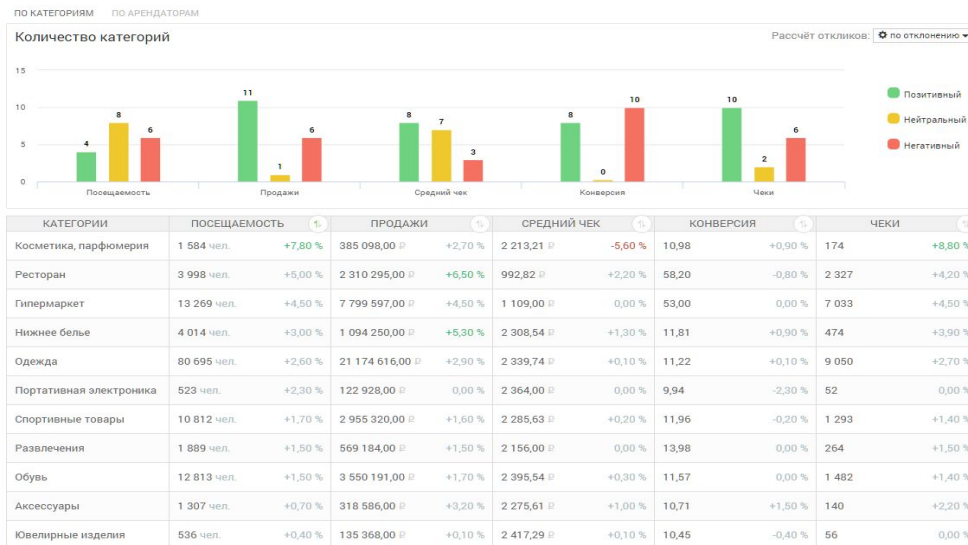 ПО КАТЕГОРИЯМ ПО АРЕНДАТОРАМ
Количество категорий Рассчёт откликов: по отклонению
15
10
5
0
4 8 6
11 1 6
8 7 3
8 0 10
10 2 6
Посещаемость Продажи Средний чек Конверсия Чеки
Позитивный
Нейтральный
Негативный
КАТЕГОРИИ ПОСЕЩАЕМОСТЬ ПРОДАЖИ СРЕДНИЙ ЧЕК КОНВЕРСИЯ ЧЕКИ
Косметика, парфюмерия 1 584 чел. +7,80 % 385 098,00 ₽ +2,70 % 2 213,21 ₽ -5,60 % 10,98 +0,90 % 174 +8,80 %
Ресторан 3 998 чел. +5,00 % 2 310 295,00 ₽ +6,50 % 992,82 ₽ +2,20 % 58,20 -0,80 % 2 327 +4,20 %
Гипермаркет 13 269 чел. +4,50 % 7 799 597,00 ₽ +4,50 % 1 109,00 ₽ 0,00 % 53,00 0,00 % 7 033 +4,50 %
Нижнее белье 4 014 чел. +3,00 % 1 094 250,00 ₽ +5,30 % 2 308,54 ₽ +1,30 % 11,81 +0,90 % 474 +3,90 %
Одежда 80 695 чел. +2,60 % 21 174 616,00 ₽ +2,90 % 2 339,74 ₽ +0,10 % 11,22 +0,10 % 9 050 +2,70 %
Портативная электроника 523 чел. +2,30 % 122 928,00 ₽ 0,00 % 2 364,00 ₽ 0,00 % 9,94 -2,30 % 52 0,00 %
Спортивные товары 10 812 чел. +1,70 % 2 955 320,00 ₽ +1,60 % 2 285,63 ₽ +0,20 % 11,96 -0,20 % 1 293 +1,40 %
Развлечения 1 889 чел. +1,50 % 569 184,00 ₽ +1,50 % 2 156,00 ₽ 0,00 % 13,98 0,00 % 264 +1,50 %
Обувь 12 813 чел. +1,50 % 3 550 191,00 ₽ +1,70 % 2 395,54 ₽ +0,30 % 11,57 0,00 % 1 482 +1,40 %
Аксессуары 1 307 чел. +0,70 % 318 586,00 ₽ +3,20 % 2 275,61 ₽ +1,00 % 10,71 +1,50 % 140 +2,20 %
Ювелирные изделия 536 чел. +0,40 % 135 368,00 ₽ +0,10 % 2 417,29 ₽ +0,10 % 10,45 -0,40 % 56 0,00 %